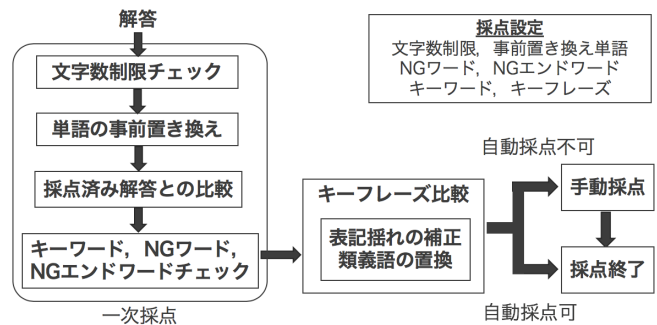 解答
文字数制限チェック
単語の事前置き換え
採点済み解答との比較
キーワード，NGワード，
NGエンドワードチェック
一次採点
採点設定
文字数制限，事前置き換え単語
NGワード，NGエンドワード
キーワード，キーフレーズ
キーフレーズ比較
表記揺れの補正
類義語の置換
自動採点不可
手動採点
採点終了
自動採点可